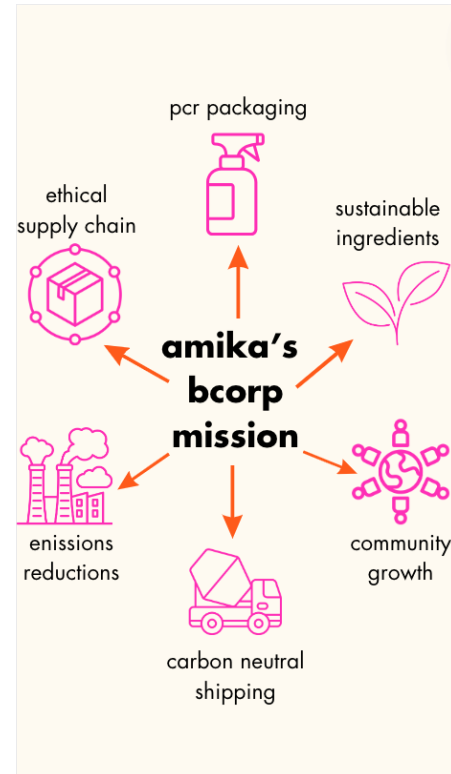 pcr packaging
ethical
supply chain
sustainable
ingredients
amika's
bcorp
mission
enissions
reductions
community
growth
carbon neutral
shipping